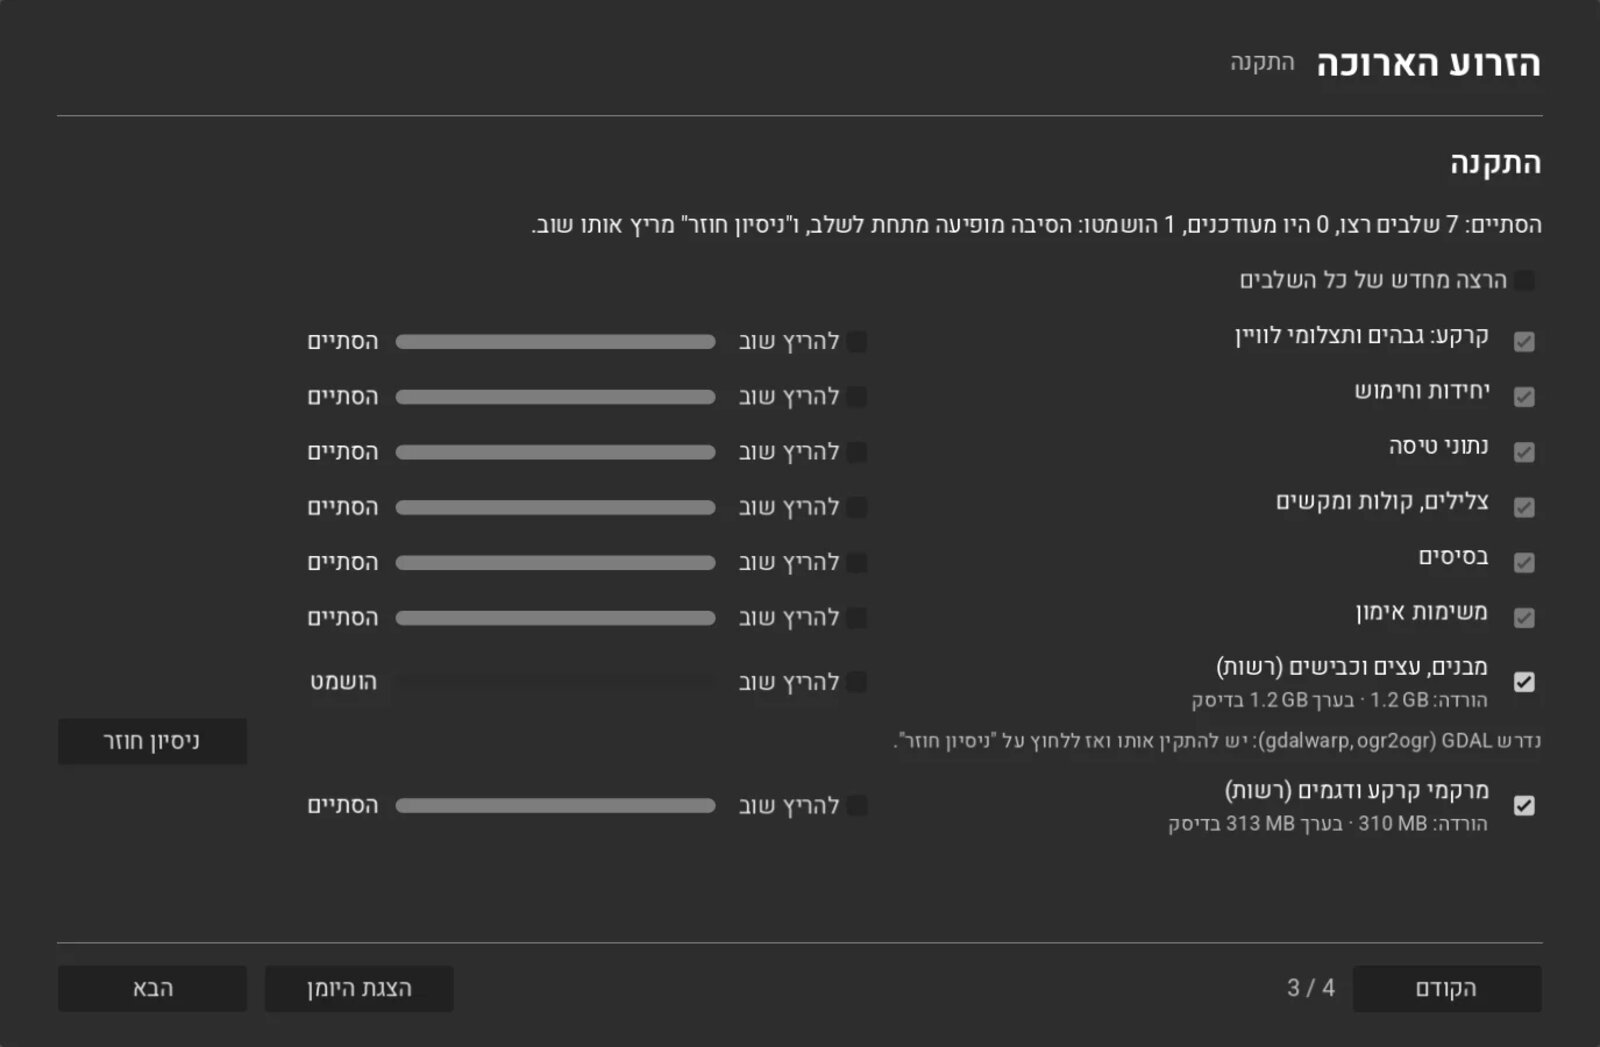 הזרוע הארוכה התקנה
התקנה
הסתיים: 7 שלבים רצו, 0 היו מעודכנים, 1 הושמטו: הסיבה מופיעה מתחת לשלב, ו"ניסיון חוזר" מריץ אותו שוב.
הרצה מחדש של כל השלבים
קרקע: גבהים ותצלומי לוויין להריץ שוב הסתיים
יחידות וחימוש להריץ שוב הסתיים
נתוני טיסה להריץ שוב הסתיים
צלילים, קולות ומקשים להריץ שוב הסתיים
בסיסים להריץ שוב הסתיים
משימות אימון להריץ שוב הסתיים
מבנים, עצים וכבישים (רשות) להריץ שוב הושמט
הורדה: 1.2 GB · בערך 1.2 GB בדיסק
נדרש GDAL (gdalwarp, ogr2ogr): יש להתקין אותו ואז ללחוץ על "ניסיון חוזר". ניסיון חוזר
מרקמי קרקע ודגמים (רשות) להריץ שוב הסתיים
הורדה: 310 MB · בערך 313 MB בדיסק
הקודם 3 / 4 הצגת היומן הבא